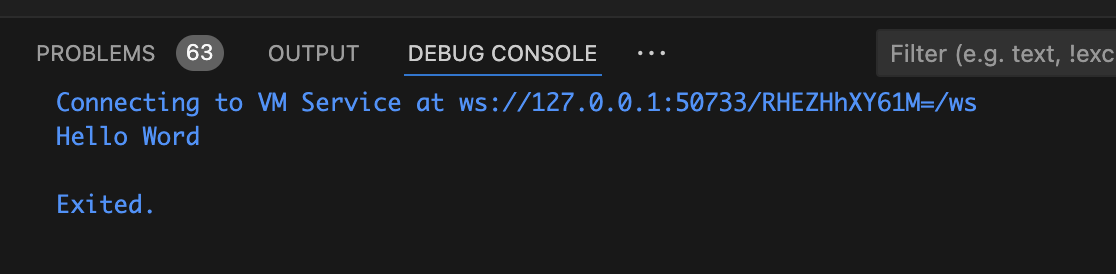 PROBLEMS 63 OUTPUT DEBUG CONSOLE ··· Filter (e.g. text, !exc
Connecting to VM Service at ws://127.0.0.1:50733/RHEZHhXY61M=/ws
Hello Word
Exited.